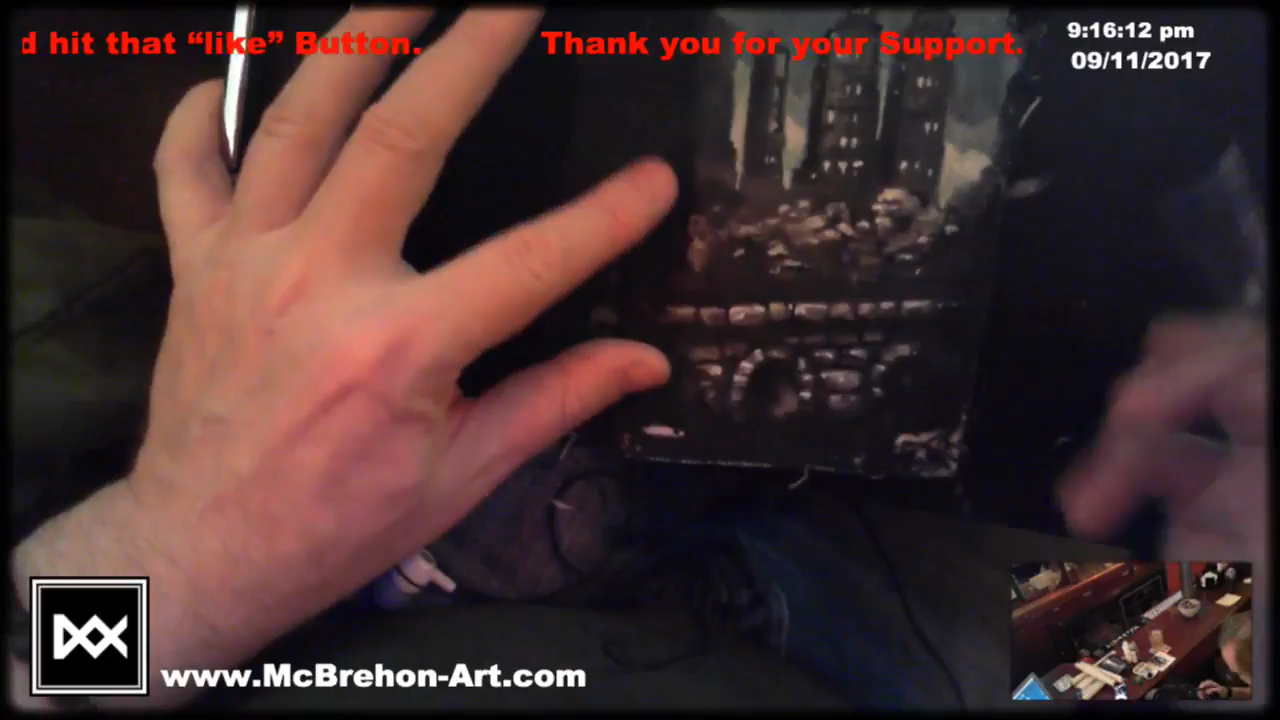 d hit that “like” Button. Thank you for your Support.
9:16:12 pm
09/11/2017
www.McBrehon-Art.com